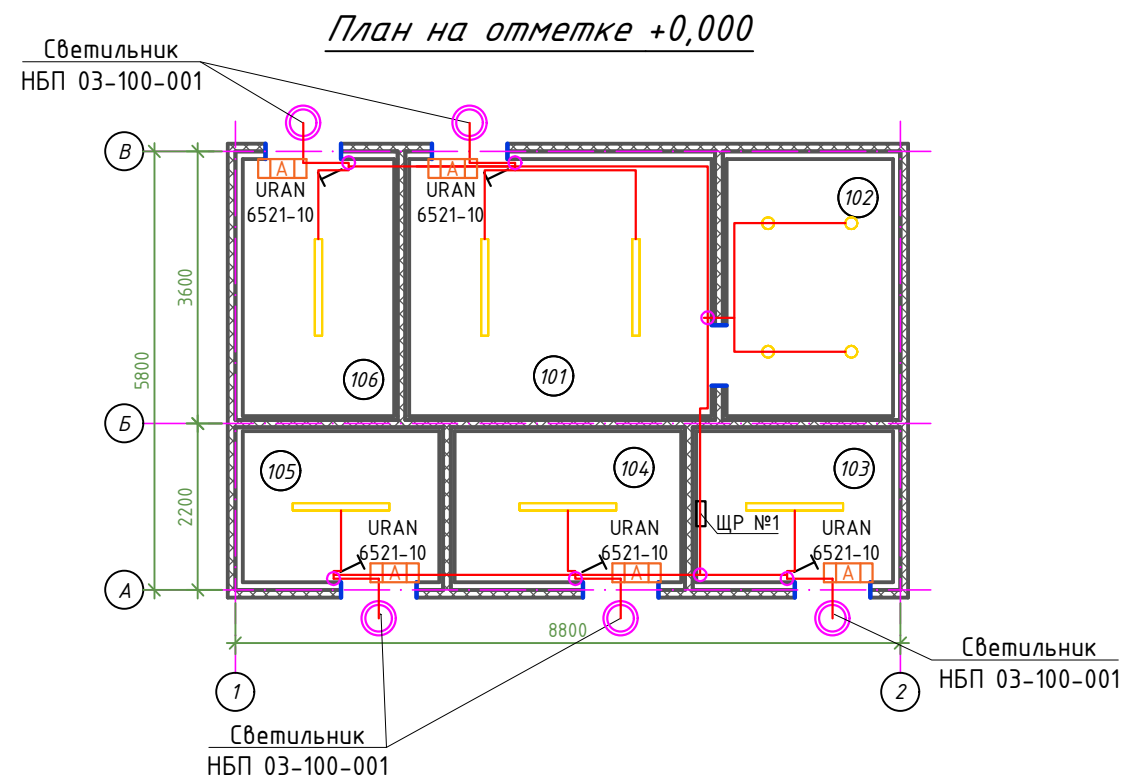 План на отметке +0,000
Светильник
НБП 03-100-001
В
URAN
6521-10
URAN
6521-10
102
3600
5800
106
101
Б
105
104
103
2200
ЩР №1
URAN
6521-10
URAN
6521-10
URAN
6521-10
А
А
А
А
А
А
8800
1
2
Светильник
НБП 03-100-001
Светильник
НБП 03-100-001